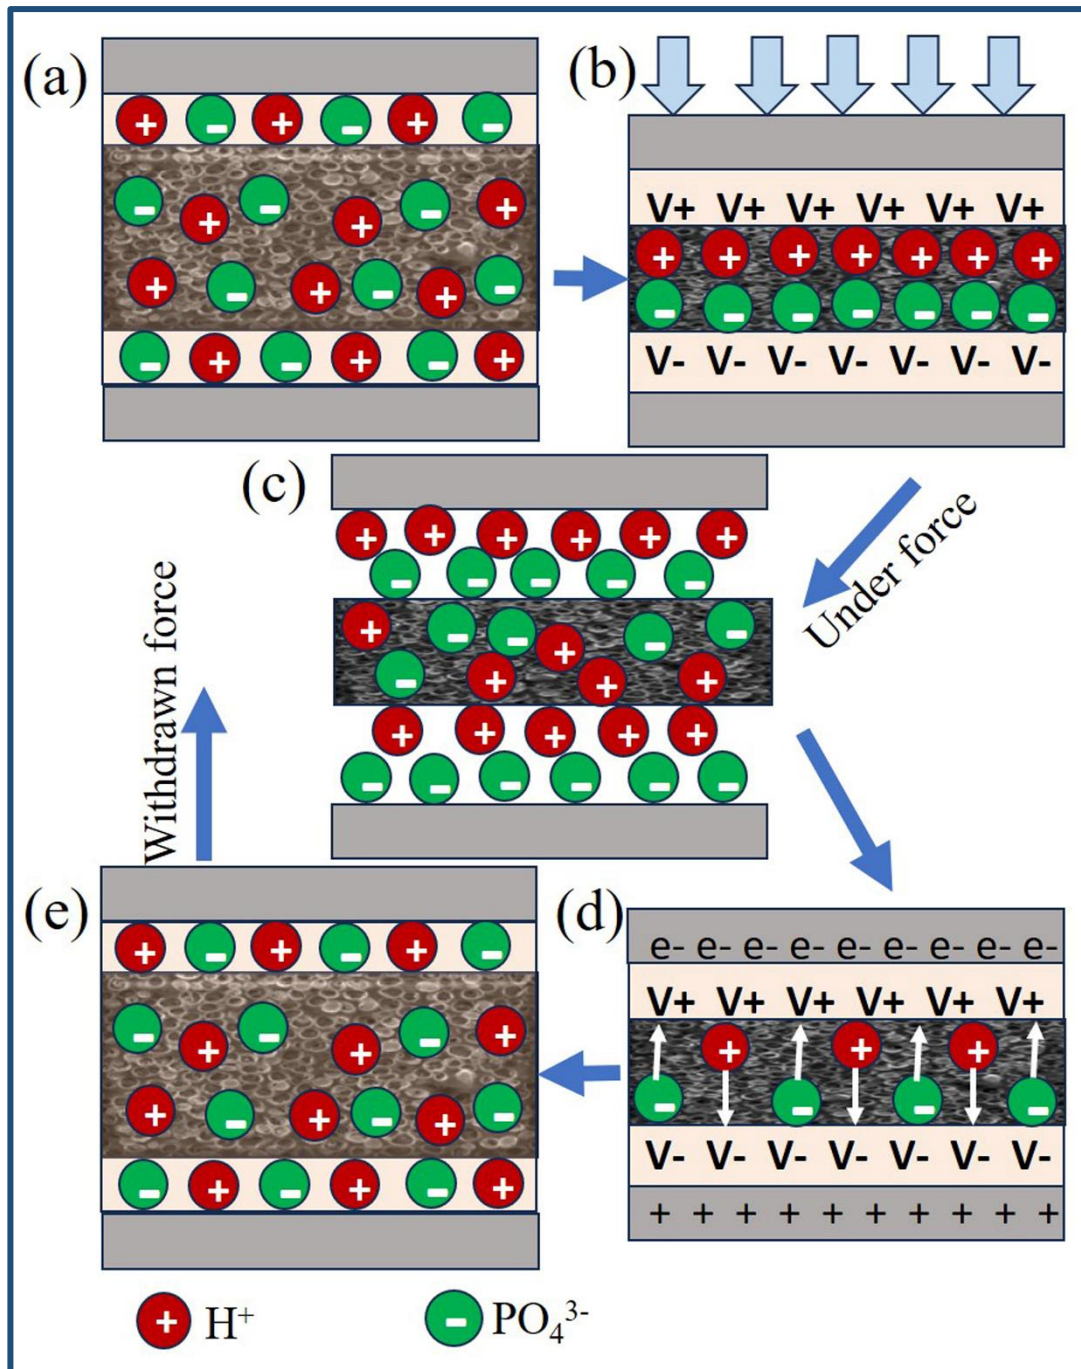 (a)
+ - + - + -
- + - + - +
+ - + - + -
- + - + - +
(b)
V+ V+ V+ V+ V+ V+
+ + + + + + +
- - - - - - -
V- V- V- V- V- V- V-
(c)
+ + + + + +
- - - - -
+ - - + - -
- + + +
+ + + + +
- - - - - -
Under force
Withdrawn force
(d)
e- e- e- e- e- e- e- e- e-
V+ V+ V+ V+ V+ V+
+ + +
- - - -
V- V- V- V- V- V- V-
+ + + + + + + + + +
(e)
+ - + - + -
- + - + - +
+ - + - + -
- + - + - +
+ H⁺
- PO₄³⁻